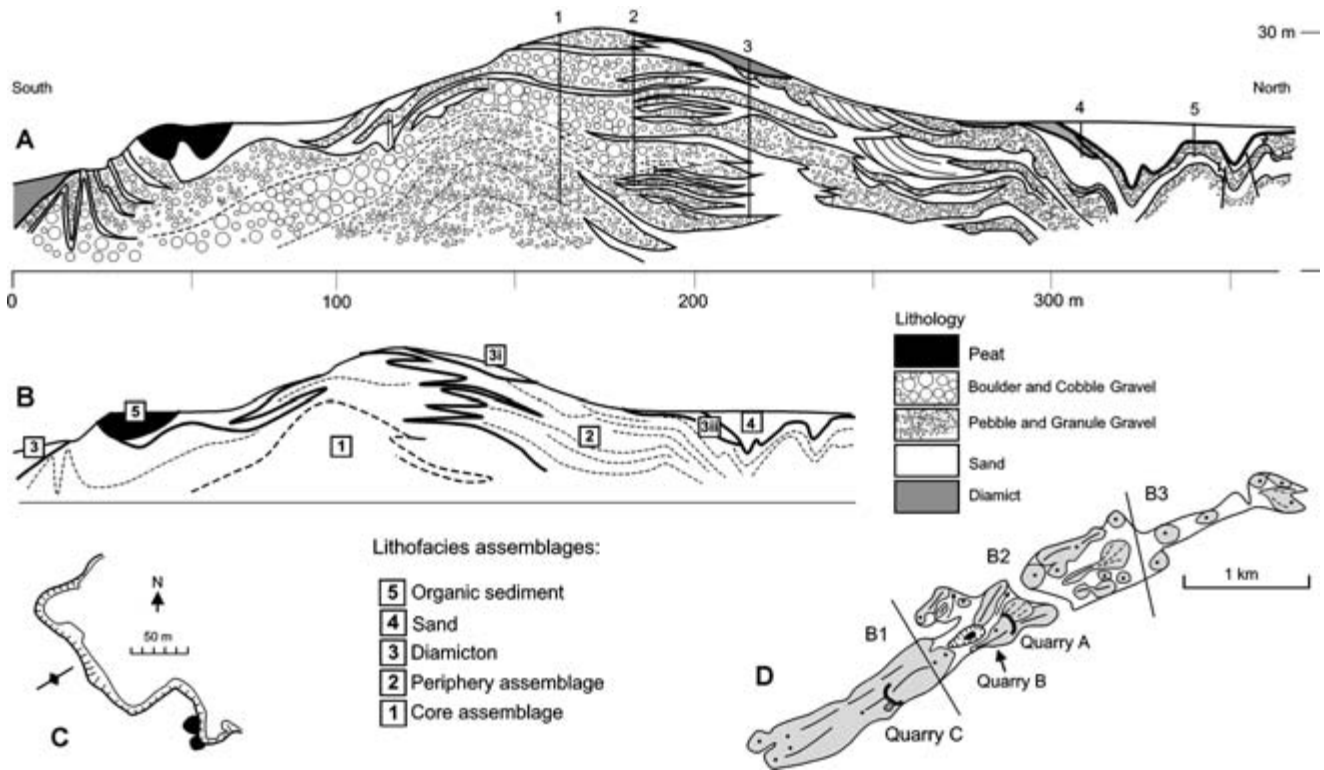 1
2
30 m
3
South
North
A
4
5
0
100
200
300 m
Lithology
Peat
Boulder and Cobble Gravel
Pebble and Granule Gravel
Sand
Diamict
B
3i
5
3
1
2
3ii
4
Lithofacies assemblages:
5 Organic sediment
4 Sand
3 Diamicton
2 Periphery assemblage
1 Core assemblage
N
50 m
C
B3
B2
1 km
B1
Quarry A
Quarry B
D
Quarry C